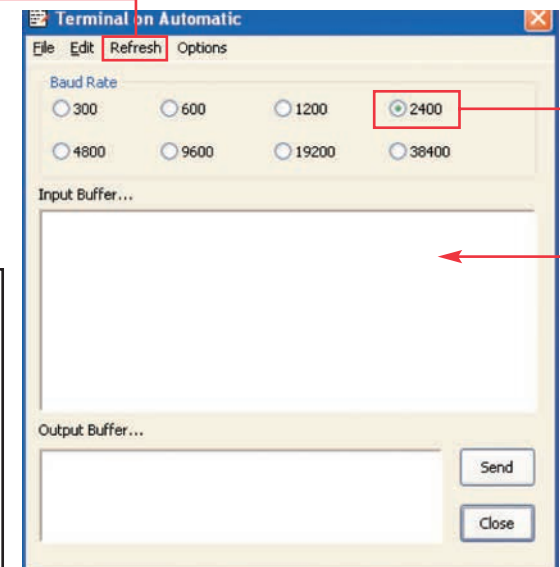 Terminal on Automatic
File Edit Refresh Options
Baud Rate
300 600 1200 2400
4800 9600 19200 38400
Input Buffer...
Output Buffer...
Send
Close